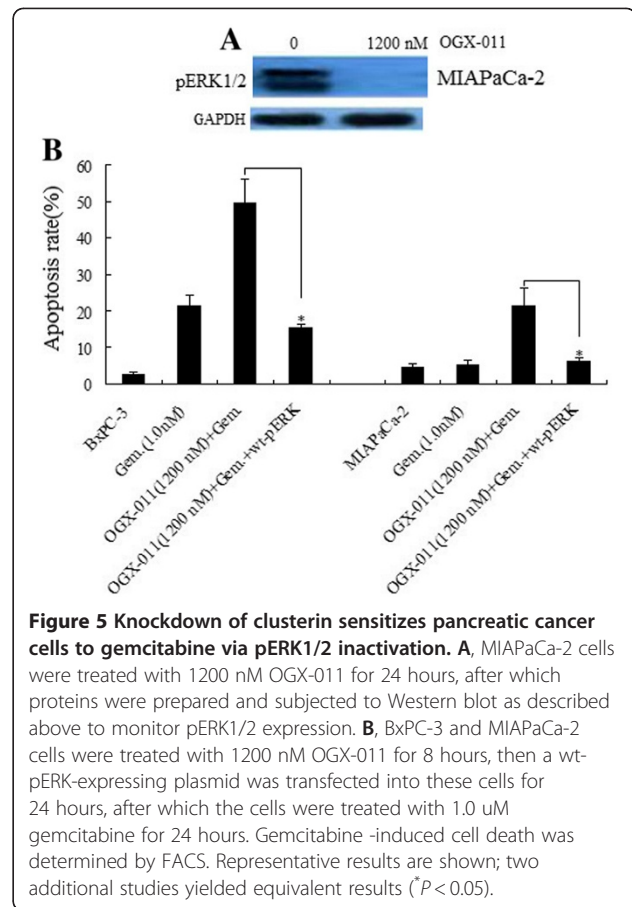 A 0 1200 nM OGX-011
pERK1/2 MIAPaCa-2
GAPDH
B
Apoptosis rate(%)
60
50
40
30
20
10
0
*
*
BxPC-3
Gem.(1.0nM)
OGX-011(1200 nM)+Gem.
OGX-011(1200 nM)+Gem.+wt-pERK
MIAPaCa-2
Gem.(1.0nM)
OGX-011(1200 nM)+Gem.
OGX-011(1200 nM)+Gem.+wt-pERK
Figure 5 Knockdown of clusterin sensitizes pancreatic cancer
cells to gemcitabine via pERK1/2 inactivation. A, MIAPaCa-2 cells
were treated with 1200 nM OGX-011 for 24 hours, after which
proteins were prepared and subjected to Western blot as described
above to monitor pERK1/2 expression. B, BxPC-3 and MIAPaCa-2
cells were treated with 1200 nM OGX-011 for 8 hours, then a wt-
pERK-expressing plasmid was transfected into these cells for
24 hours, after which the cells were treated with 1.0 uM
gemcitabine for 24 hours. Gemcitabine -induced cell death was
determined by FACS. Representative results are shown; two
additional studies yielded equivalent results (*P < 0.05).